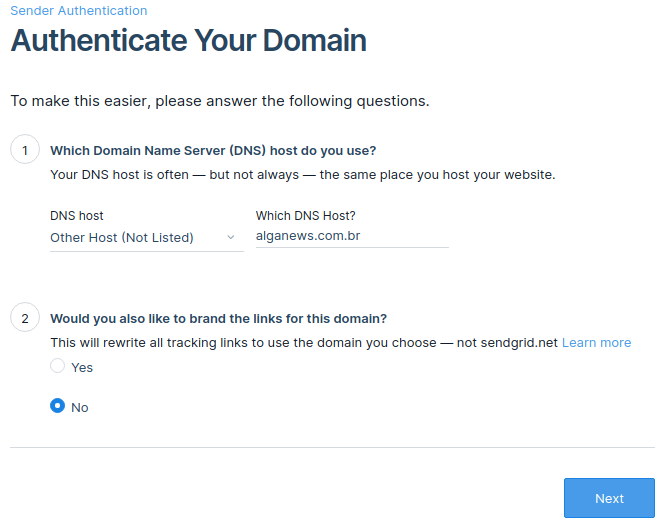 Sender Authentication
Authenticate Your Domain
To make this easier, please answer the following questions.
1
Which Domain Name Server (DNS) host do you use?
Your DNS host is often — but not always — the same place you host your website.
DNS host
Which DNS Host?
Other Host (Not Listed)
alganews.com.br
2
Would you also like to brand the links for this domain?
This will rewrite all tracking links to use the domain you choose — not sendgrid.net Learn more
Yes
No
Next